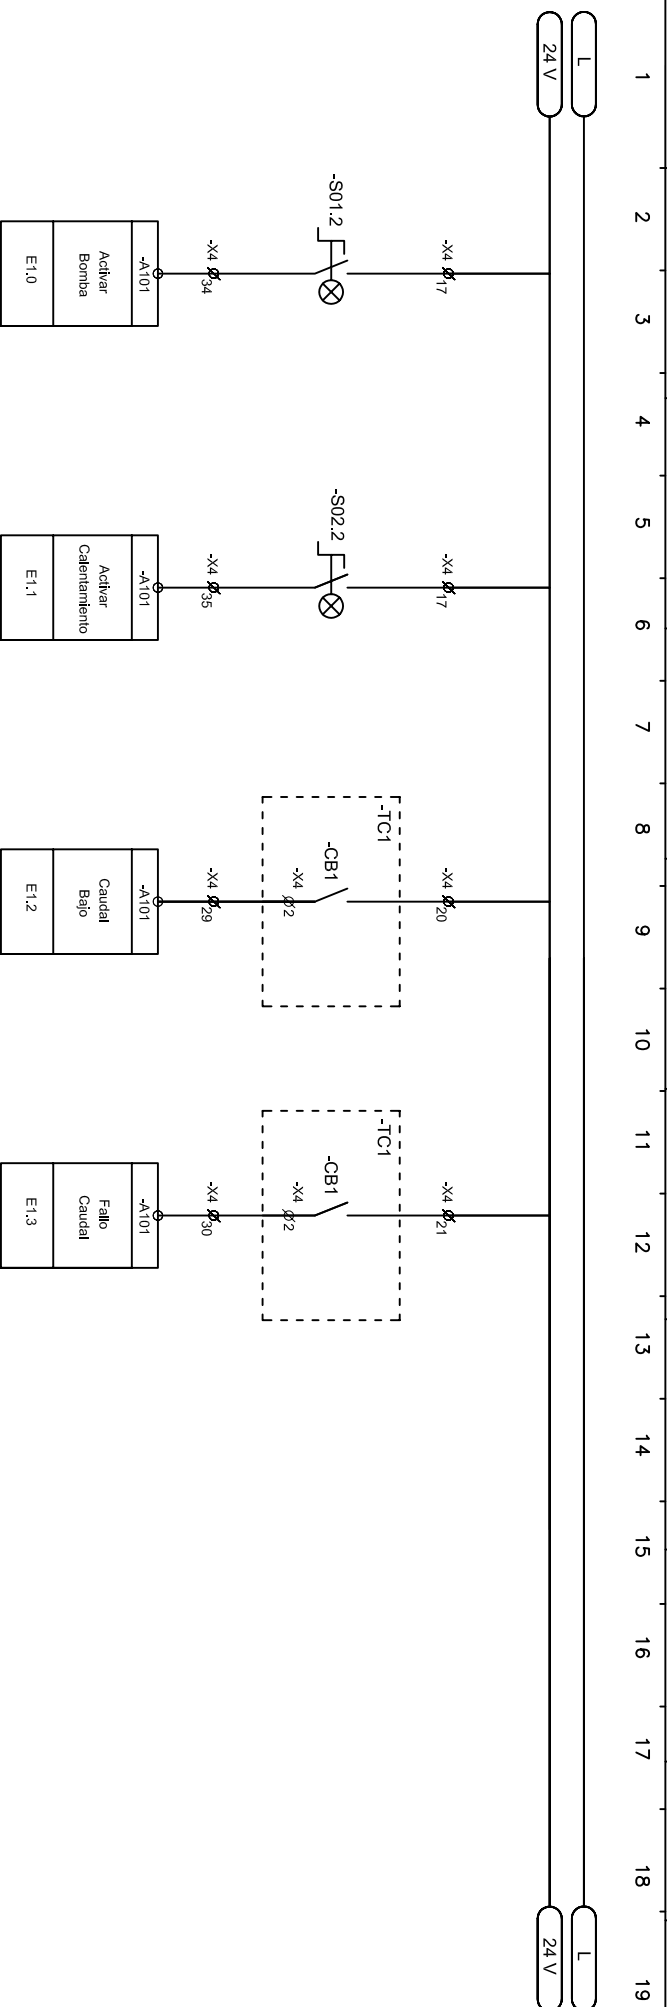 1
2
3
4
5
6
7
8
9
10
11
12
13
14
15
16
17
18
19
L
L
24 V
24 V
-X4
17
-X4
17
-X4
20
-X4
21
-S01.2
-S02.2
-TC1
-CB1
-X4
2
-TC1
-CB1
-X4
2
-X4
34
-X4
35
-X4
29
-X4
30
-A101
Activar
Bomba
E1.0
-A101
Activar
Calentamiento
E1.1
-A101
Caudal
Bajo
E1.2
-A101
Fallo
Caudal
E1.3